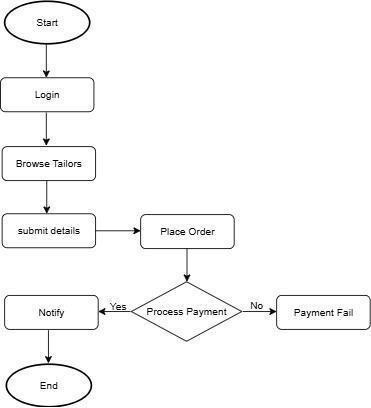 Start
Login
Browse Tailors
submit details
Place Order
Yes
No
Notify
Process Payment
Payment Fail
End